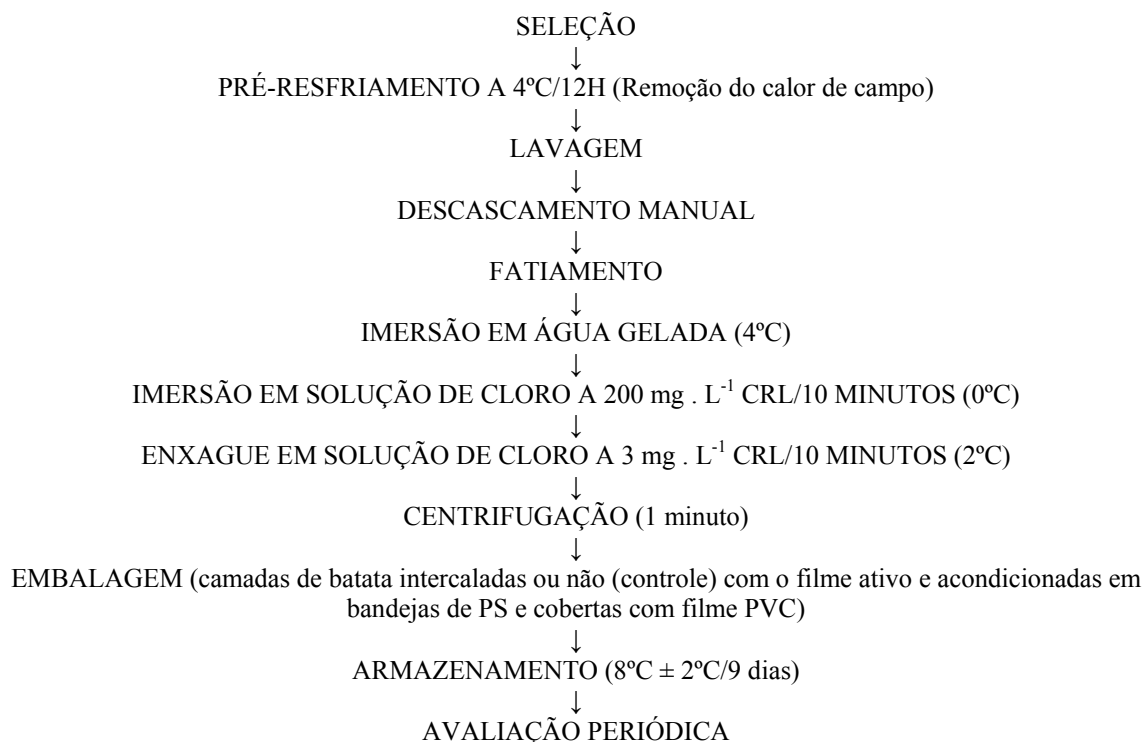 SELEÇÃO
↓
PRÉ-RESFRIAMENTO A 4ºC/12H (Remoção do calor de campo)
↓
LAVAGEM
↓
DESCASCAMENTO MANUAL
↓
FATIAMENTO
↓
IMERSÃO EM ÁGUA GELADA (4ºC)
↓
IMERSÃO EM SOLUÇÃO DE CLORO A 200 mg . L⁻¹ CRL/10 MINUTOS (0ºC)
↓
ENXAGUE EM SOLUÇÃO DE CLORO A 3 mg . L⁻¹ CRL/10 MINUTOS (2ºC)
↓
CENTRIFUGAÇÃO (1 minuto)
↓
EMBALAGEM (camadas de batata intercaladas ou não (controle) com o filme ativo e acondicionadas em
bandejas de PS e cobertas com filme PVC)
↓
ARMAZENAMENTO (8ºC ± 2ºC/9 dias)
↓
AVALIAÇÃO PERIÓDICA